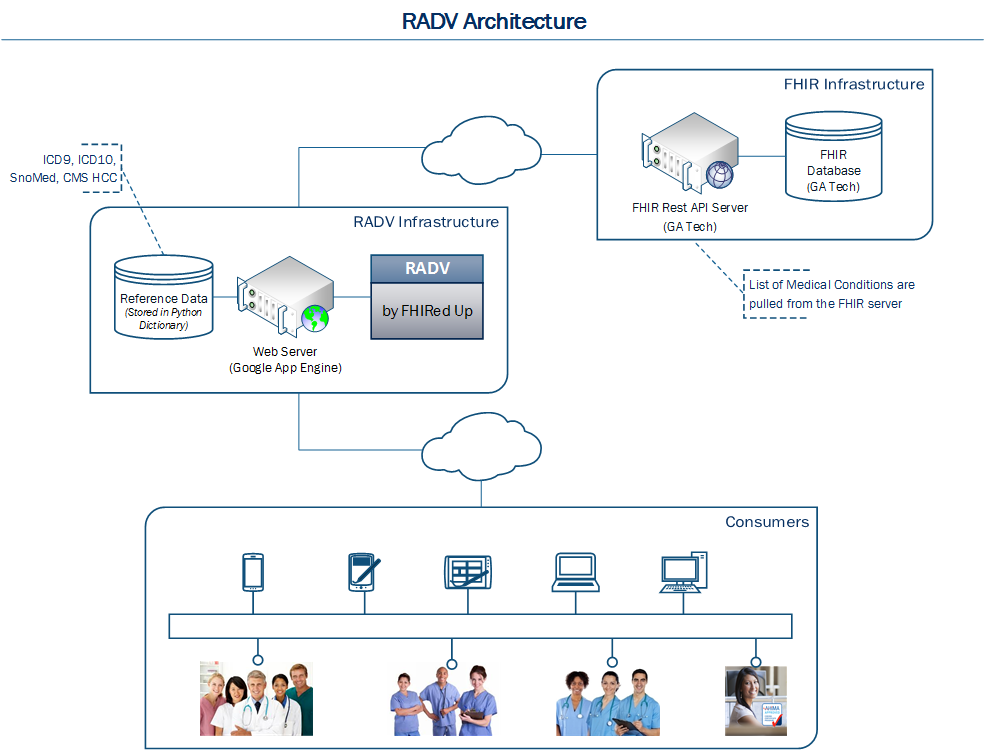 RADV Architecture
FHIR Infrastructure
FHIR
Database
(GA Tech)
FHIR Rest API Server
(GA Tech)
List of Medical Conditions are
pulled from the FHIR server
ICD9, ICD10,
SnoMed, CMS HCC
RADV Infrastructure
Reference Data
(Stored in Python
Dictionary)
Web Server
(Google App Engine)
RADV
by FHIRed Up
Consumers
AHIMA